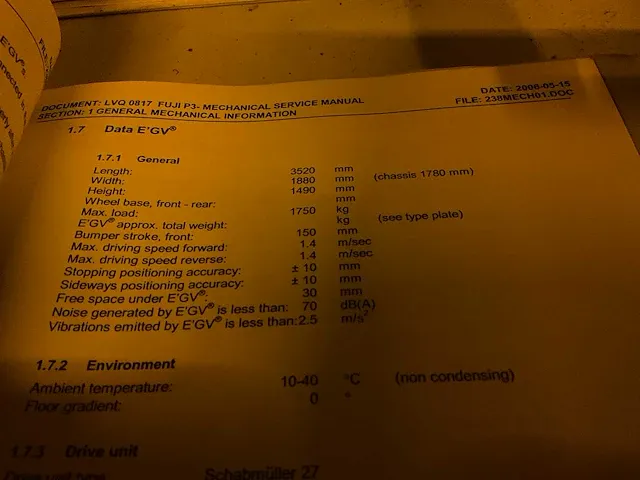 E'GV®
DOCUMENT: LVQ 0817 FUJI P3- MECHANICAL SERVICE MANUAL DATE: 2006-05-15
SECTION: 1 GENERAL MECHANICAL INFORMATION FILE: 238MECH01.DOC
1.7 Data E'GV®
1.7.1 General
Length: 3520 mm
Width: 1880 mm (chassis 1780 mm)
Height: 1490 mm
Wheel base, front - rear: mm
Max. load: 1750 kg
E'GV® approx. total weight: kg (see type plate)
Bumper stroke, front: 150 mm
Max. driving speed forward: 1.4 m/sec
Max. driving speed reverse: 1.4 m/sec
Stopping positioning accuracy: ± 10 mm
Sideways positioning accuracy: ± 10 mm
Free space under E'GV®: 30 mm
Noise generated by E'GV® is less than: 70 dB(A)
Vibrations emitted by E'GV® is less than: 2.5 m/s²
1.7.2 Environment
Ambient temperature: 10-40 °C (non condensing)
Floor gradient: 0 °
1.7.3 Drive unit
Drive unit type Schabmüller 27